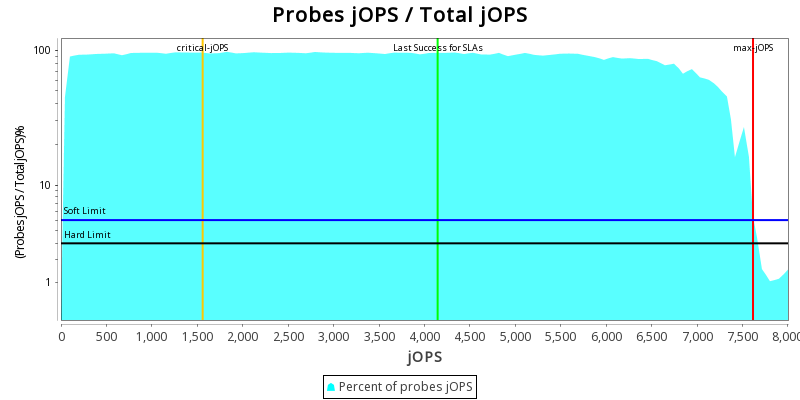 Probes jOPS / Total jOPS
critical-jOPS
Last Success for SLAs
max-jOPS
(Probes jOPS / Total jOPS)%
100
10
1
Soft Limit
Hard Limit
0 500 1,000 1,500 2,000 2,500 3,000 3,500 4,000 4,500 5,000 5,500 6,000 6,500 7,000 7,500 8,000
jOPS
Percent of probes jOPS